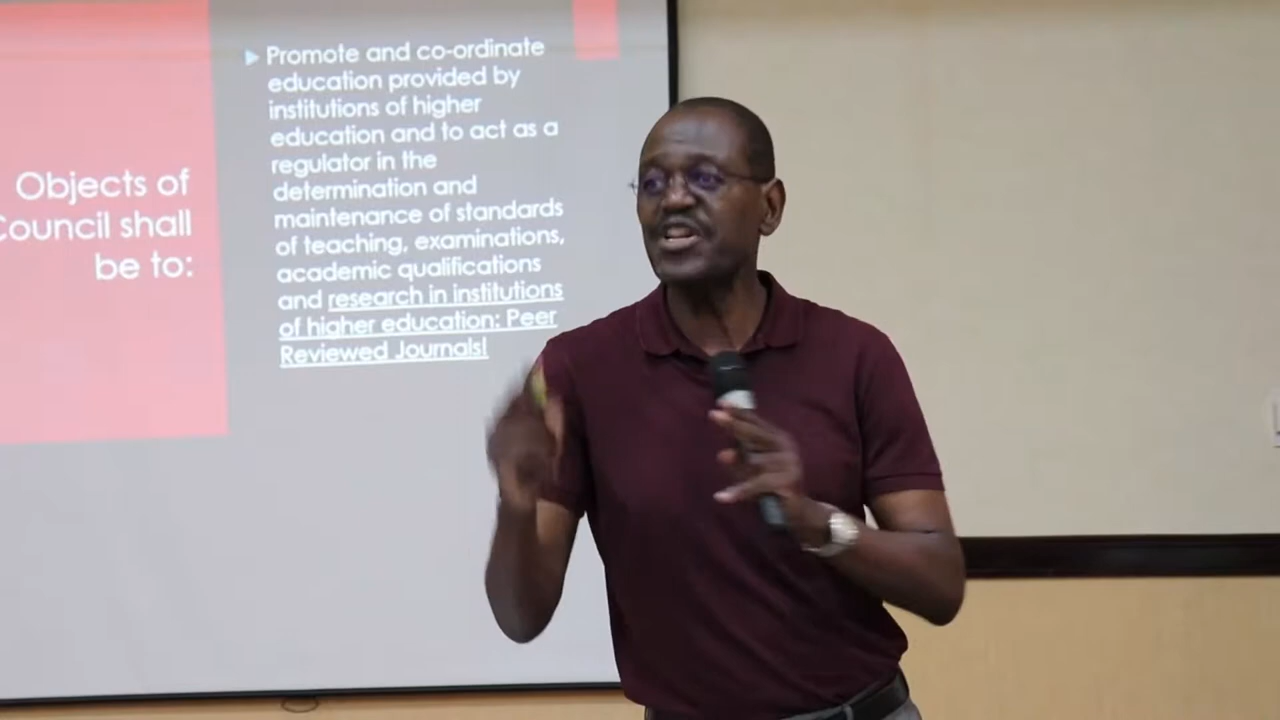 Objects of
Council shall
be to:
Promote and co-ordinate
education provided by
institutions of higher
education and to act as a
regulator in the
determination and
maintenance of standards
of teaching, examinations,
academic qualifications
and research in institutions
of higher education: Peer
Reviewed Journals!